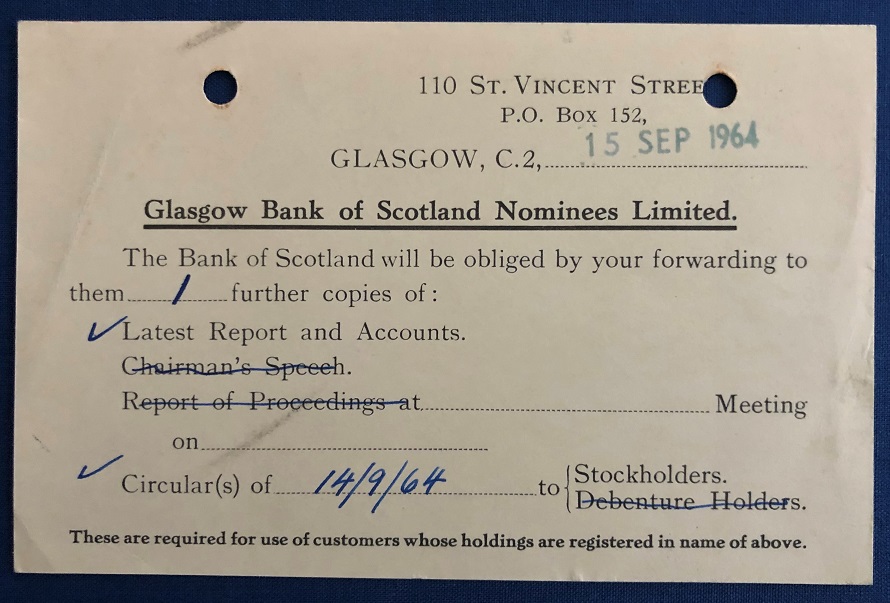 110 St. Vincent Stree
P.O. Box 152,
GLASGOW, C.2, 15 SEP 1964
Glasgow Bank of Scotland Nominees Limited.
The Bank of Scotland will be obliged by your forwarding to
them 1 further copies of :
✓ Latest Report and Accounts.
Chairman's Speech.
Report of Proceedings at Meeting
on
✓ Circular(s) of 14/9/64 to { Stockholders.
Debenture Holders.
These are required for use of customers whose holdings are registered in name of above.